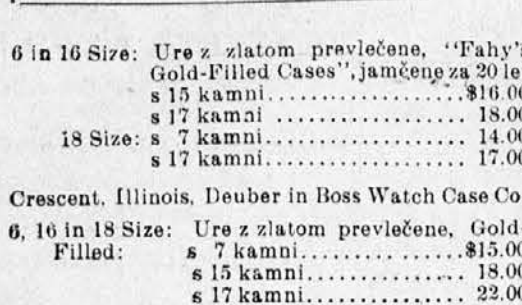 6 in 16 Size: Ure z zlatom prevlečene, "Fahy's
Gold-Filled Cases", jamčene za 20 le
s 15 kamni..................$16.00
s 17 kamni.................. 18.00
18 Size: s 7 kamni.................. 14.00
s 17 kamni.................. 17.00
Crescent, Illinois, Deuber in Boss Watch Case Co
6, 16 in 18 Size: Ure z zlatom prevlečene, Gold-
Filled: s 7 kamni..............$15.00
s 15 kamni.............. 18.00
s 17 kamni.............. 22.00